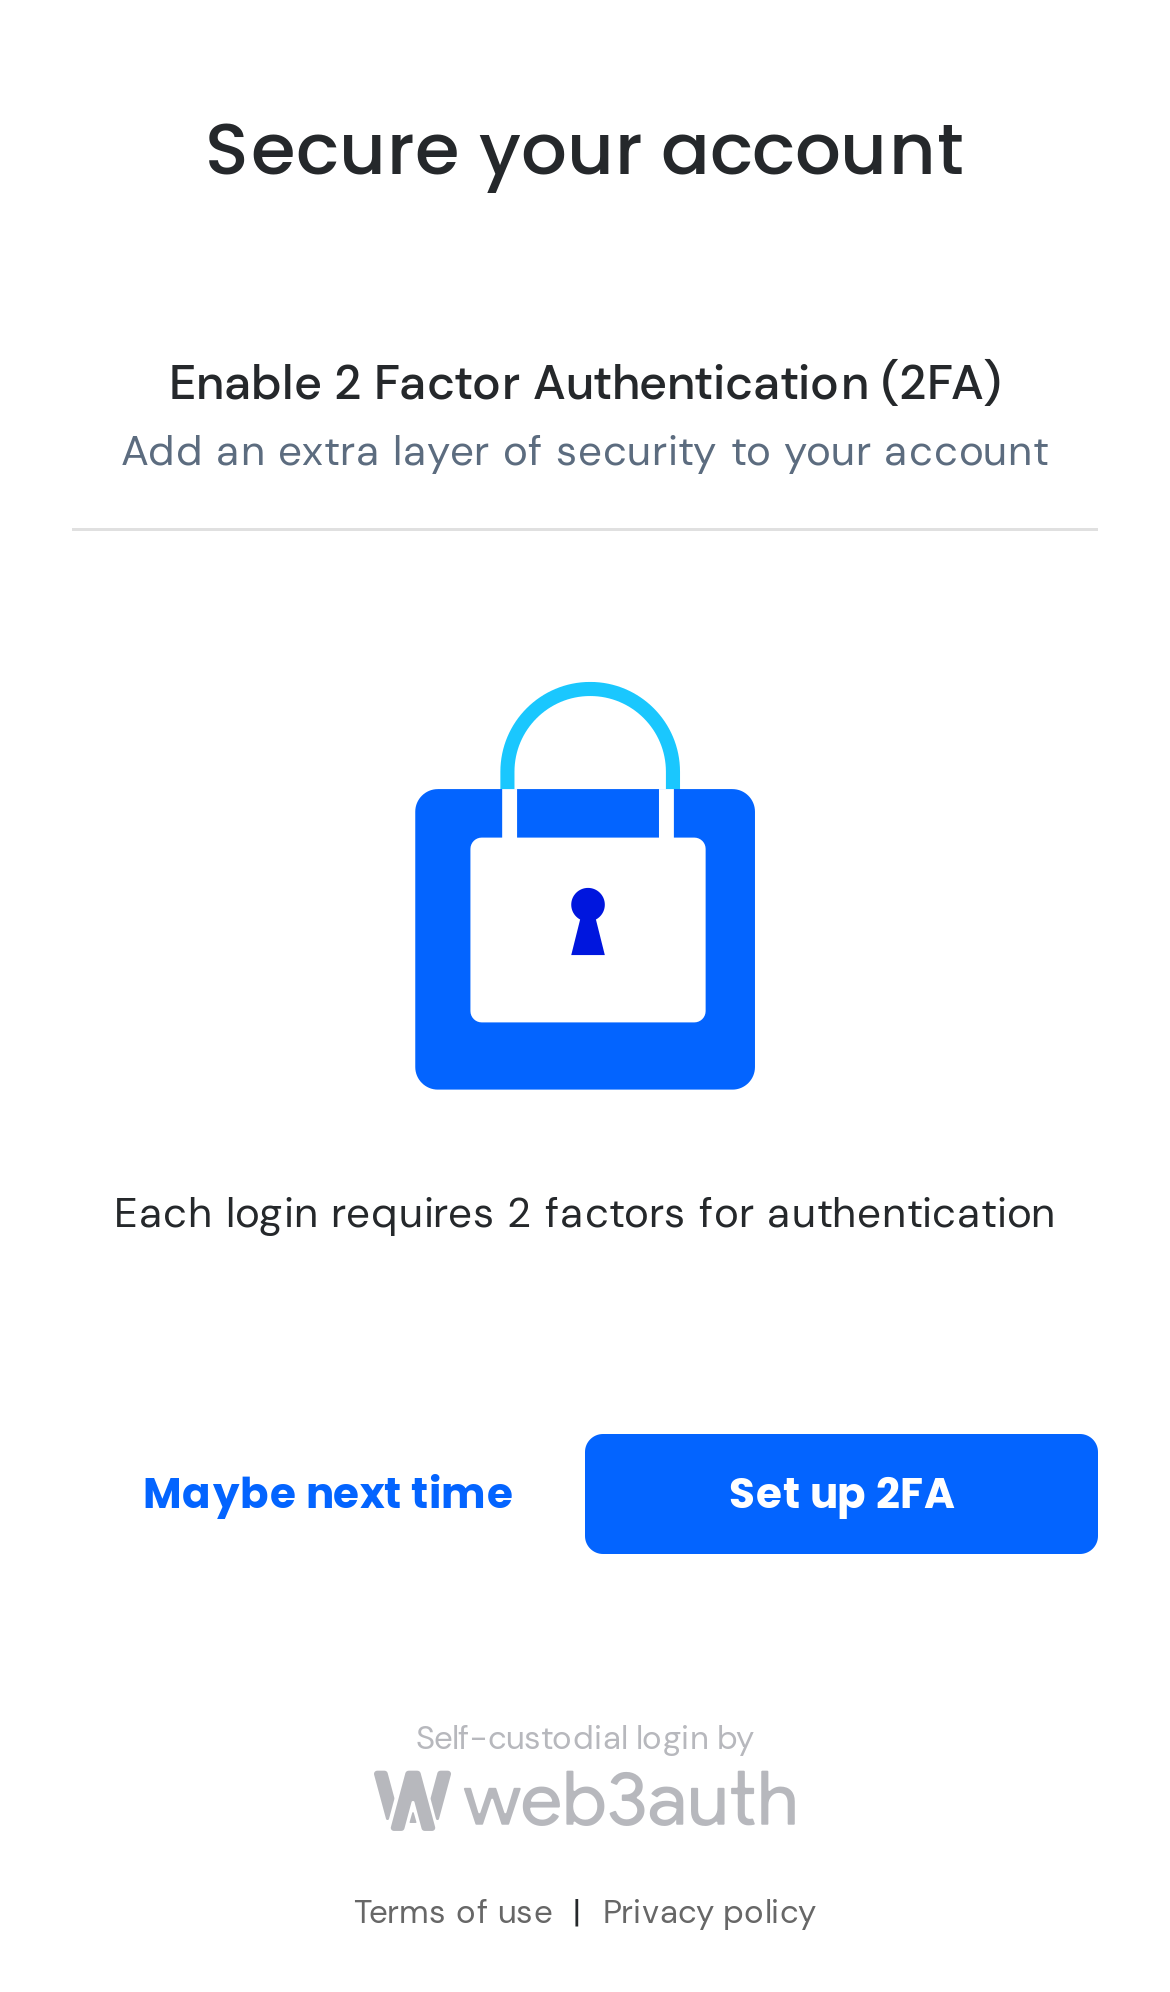 Secure your account
Enable 2 Factor Authentication (2FA)
Add an extra layer of security to your account
Each login requires 2 factors for authentication
Maybe next time
Set up 2FA
Self-custodial login by
web3auth
Terms of use | Privacy policy